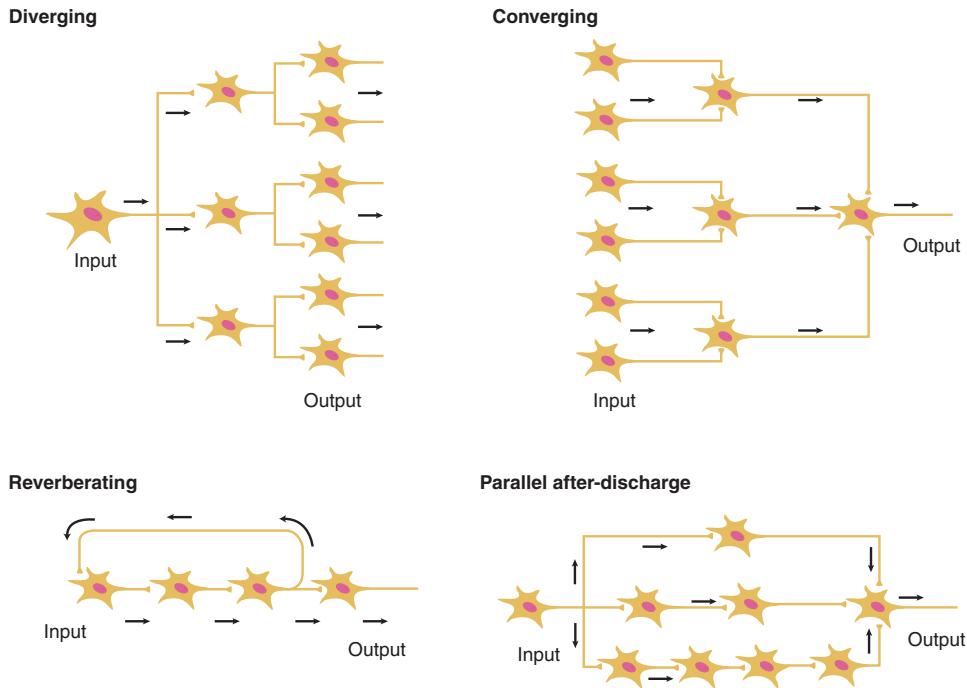 Diverging
Input
Output
Converging
Input
Output
Reverberating
Input
Output
Parallel after-discharge
Input
Output